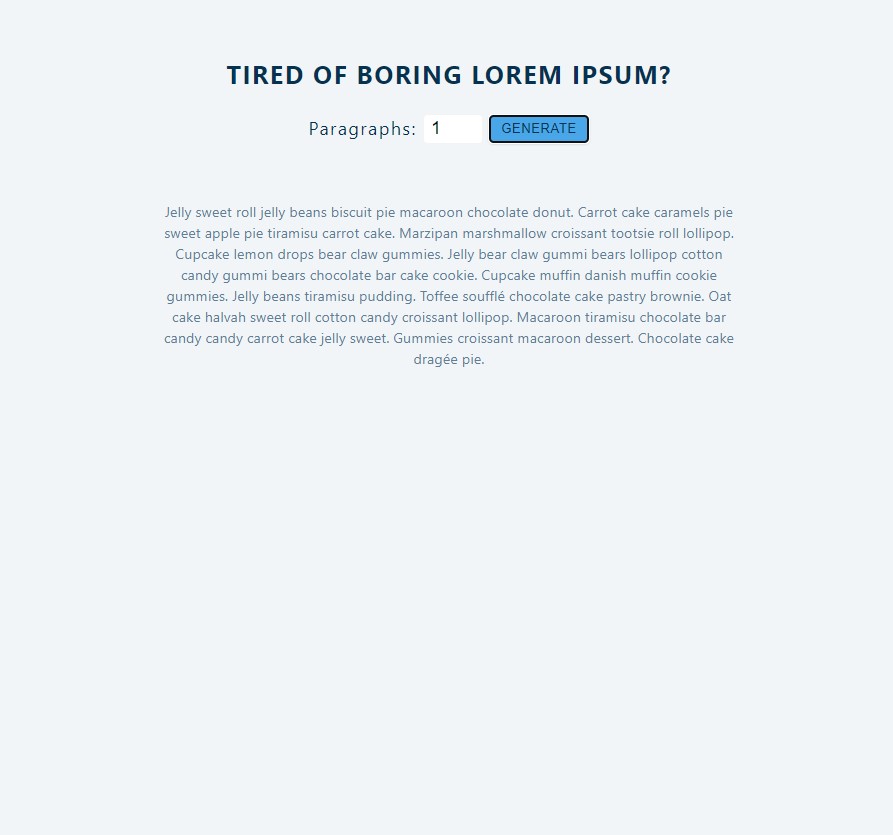 TIRED OF BORING LOREM IPSUM?
Paragraphs: 1 GENERATE
Jelly sweet roll jelly beans biscuit pie macaroon chocolate donut. Carrot cake caramels pie
sweet apple pie tiramisu carrot cake. Marzipan marshmallow croissant tootsie roll lollipop.
Cupcake lemon drops bear claw gummies. Jelly bear claw gummi bears lollipop cotton
candy gummi bears chocolate bar cake cookie. Cupcake muffin danish muffin cookie
gummies. Jelly beans tiramisu pudding. Toffee soufflé chocolate cake pastry brownie. Oat
cake halvah sweet roll cotton candy croissant lollipop. Macaroon tiramisu chocolate bar
candy candy carrot cake jelly sweet. Gummies croissant macaroon dessert. Chocolate cake
dragée pie.